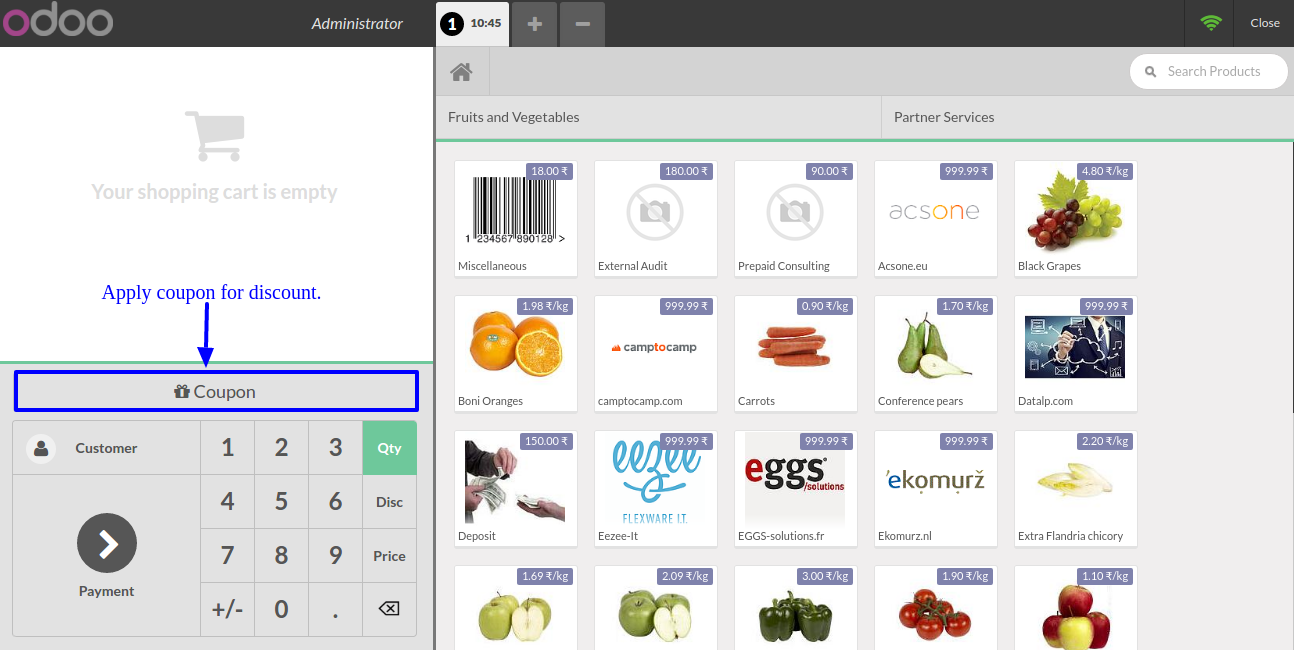 odoo
Administrator
1 10:45
+
−
Close
Search Products
Fruits and Vegetables
Partner Services
Your shopping cart is empty
Apply coupon for discount.
Coupon
Customer
1 2 3 Qty
4 5 6 Disc
7 8 9 Price
Payment
+/- 0 .
18.00 ₹
1 234567 890128 >
Miscellaneous
180.00 ₹
External Audit
90.00 ₹
Prepaid Consulting
999.99 ₹
acsone
Acsone.eu
4.80 ₹/kg
Black Grapes
1.98 ₹/kg
Boni Oranges
999.99 ₹
camptocamp
camptocamp.com
0.90 ₹/kg
Carrots
1.70 ₹/kg
Conference pears
999.99 ₹
Datalp.com
150.00 ₹
Deposit
999.99 ₹
eezee
FLEXWARE I.T.
Eezee-It
999.99 ₹
eggs
/solutions
EGGS-solutions.fr
999.99 ₹
'ekomurž
Ekomurz.nl
2.20 ₹/kg
Extra Flandria chicory
1.69 ₹/kg
2.09 ₹/kg
3.00 ₹/kg
1.90 ₹/kg
1.10 ₹/kg